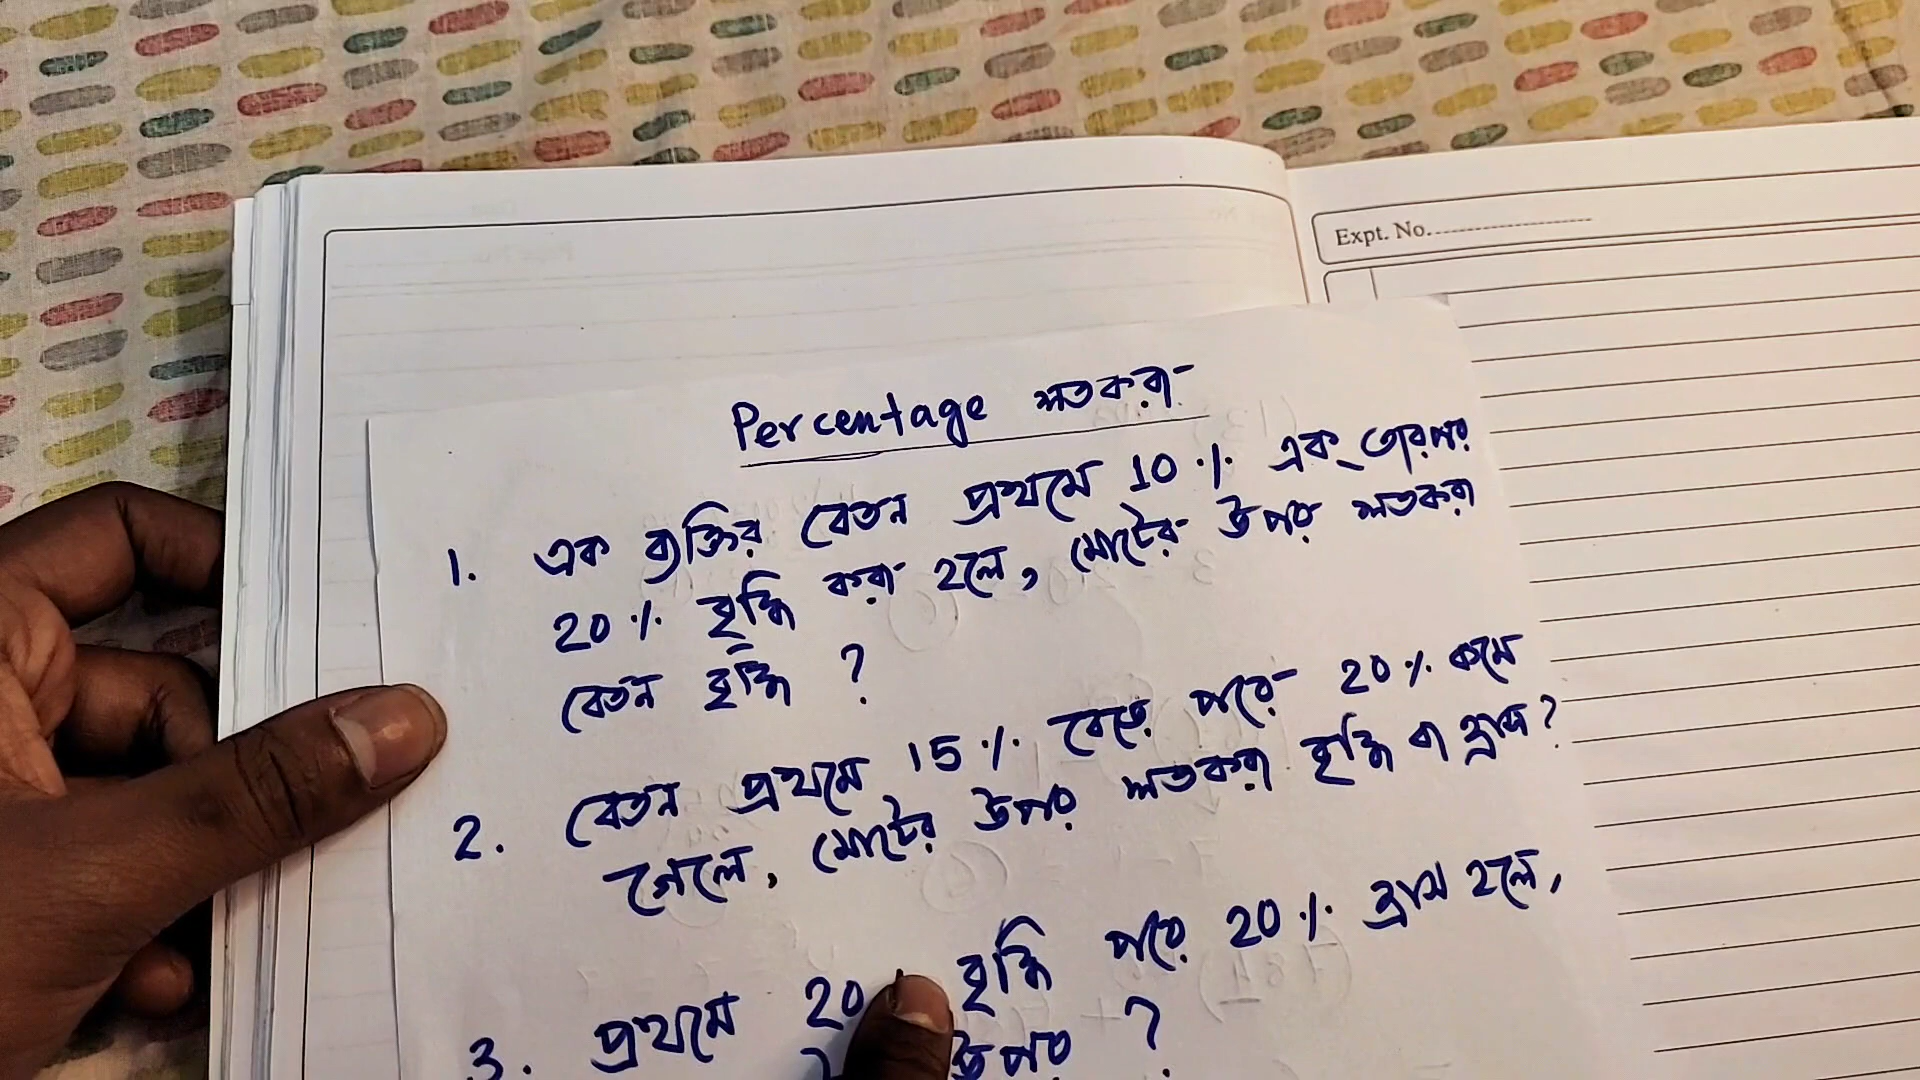 Expt. No.
Percentage শতকরা
1. এক ব্যক্তির বেতন প্রথমে 10% এবং তারপর
20% বৃদ্ধি করা হলে, মোটের উপর শতকরা
বেতন বৃদ্ধি ?
2. বেতন প্রথমে 15% বেড়ে পরে 20% কমে
গেলে, মোটের উপর শতকরা বৃদ্ধি বা হ্রাস ?
3. প্রথমে 20 বৃদ্ধি পরে 20% হ্রাস হলে,
উপর ?